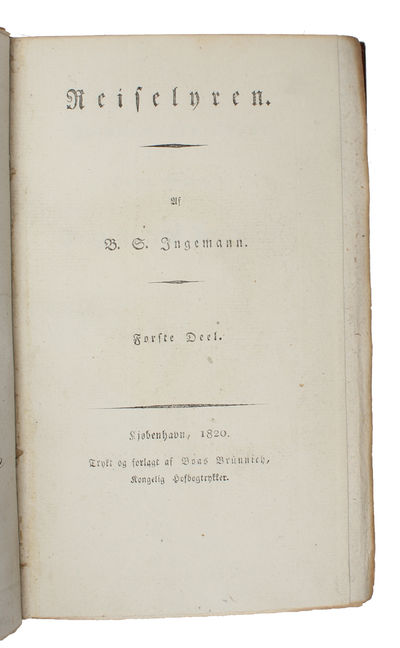 Reiselyren.
Af
B. S. Ingemann.
Første Deel.
Kjøbenhavn, 1820.
Trykt og forlagt af Boas Brünnich,
Kongelig Hofbogtrykker.